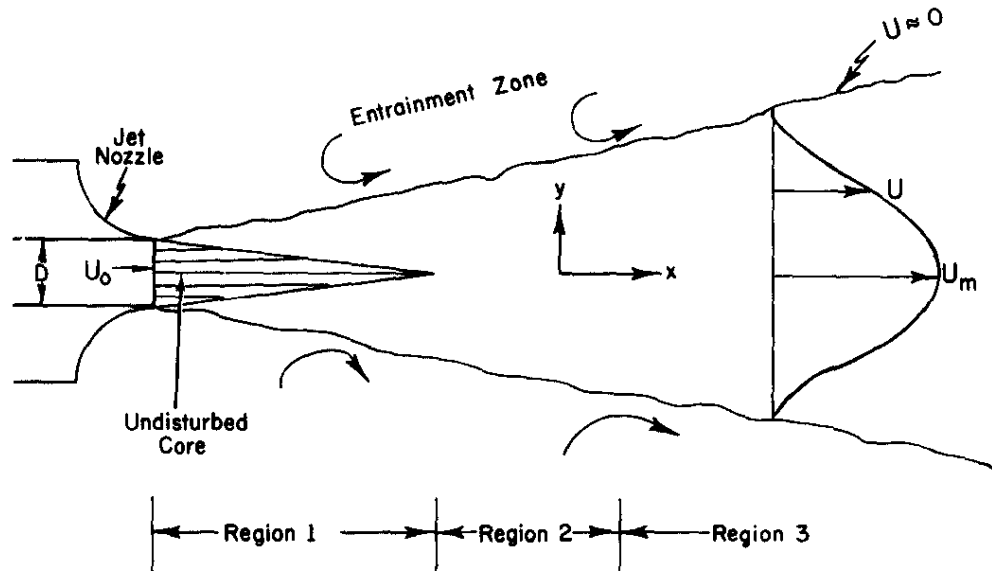 U ≈ 0
Entrainment Zone
Jet
Nozzle
y
U
D
U₀
x
Uₘ
Undisturbed
Core
Region 1
Region 2
Region 3